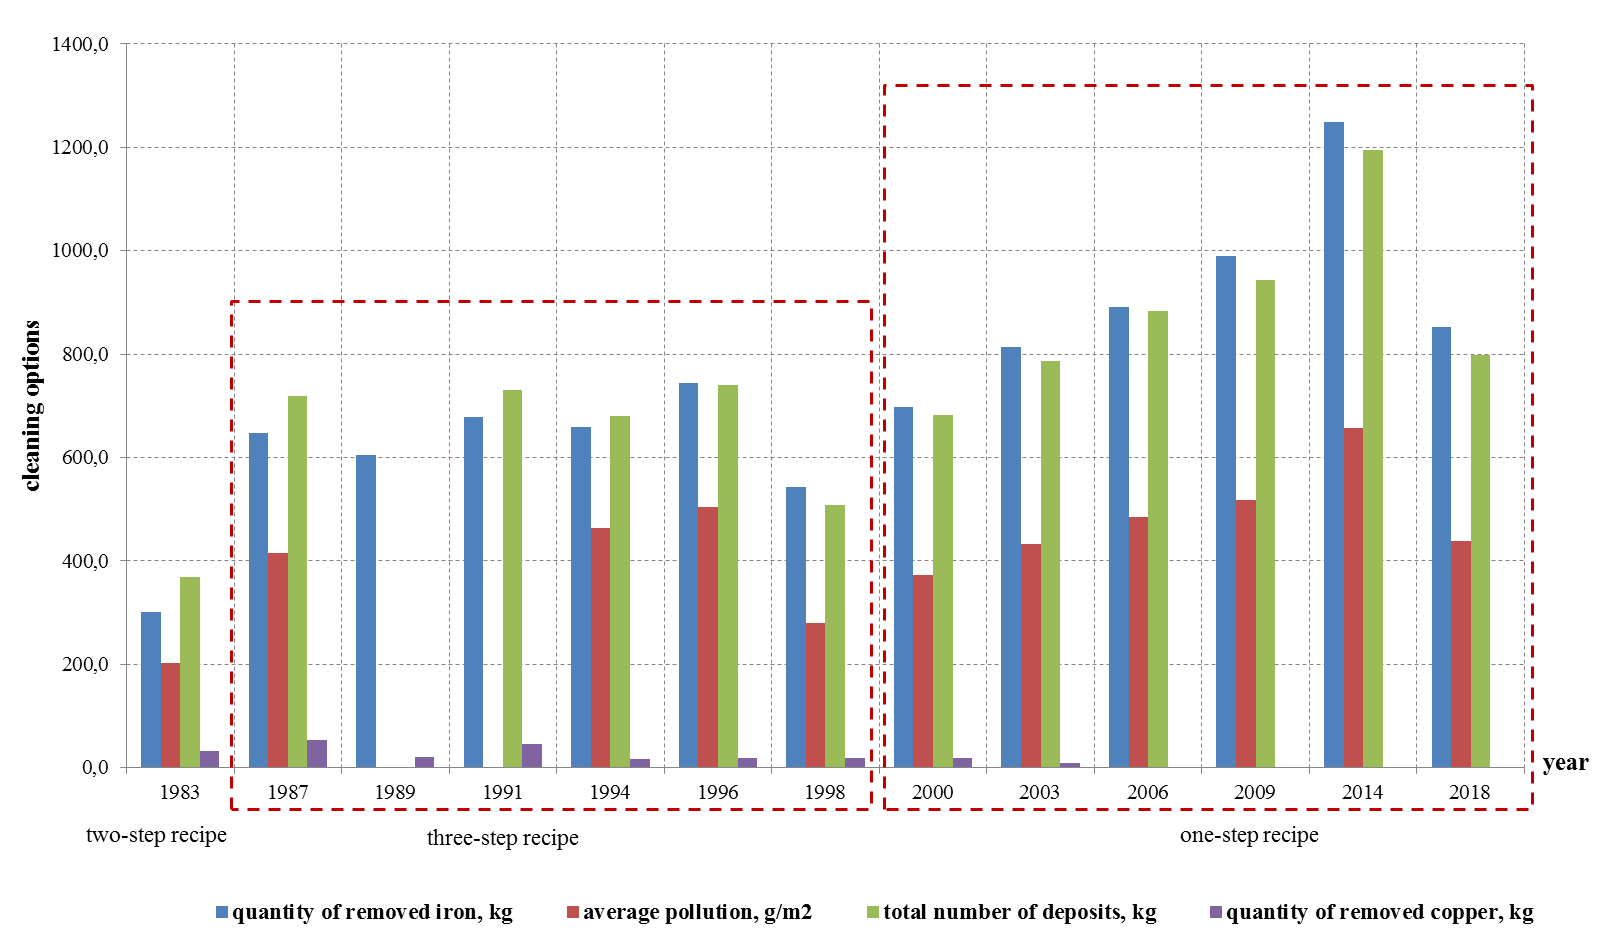 1400,0
1200,0
1000,0
800,0
600,0
400,0
200,0
0,0
cleaning options
year
1983 1987 1989 1991 1994 1996 1998 2000 2003 2006 2009 2014 2018
two-step recipe three-step recipe one-step recipe
quantity of removed iron, kg average pollution, g/m2 total number of deposits, kg quantity of removed copper, kg